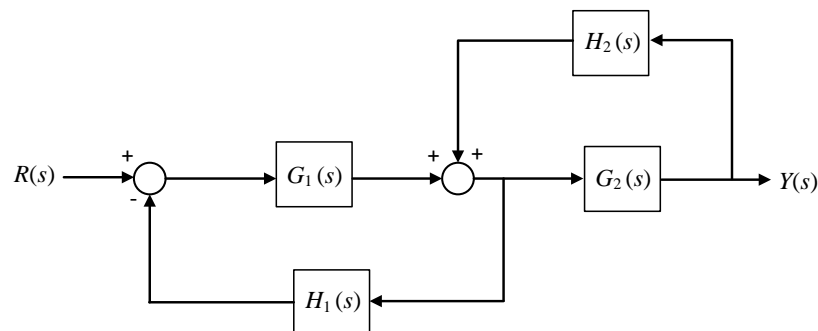 H₂(s)
+
+ +
R(s)
G₁(s)
G₂(s)
Y(s)
-
H₁(s)